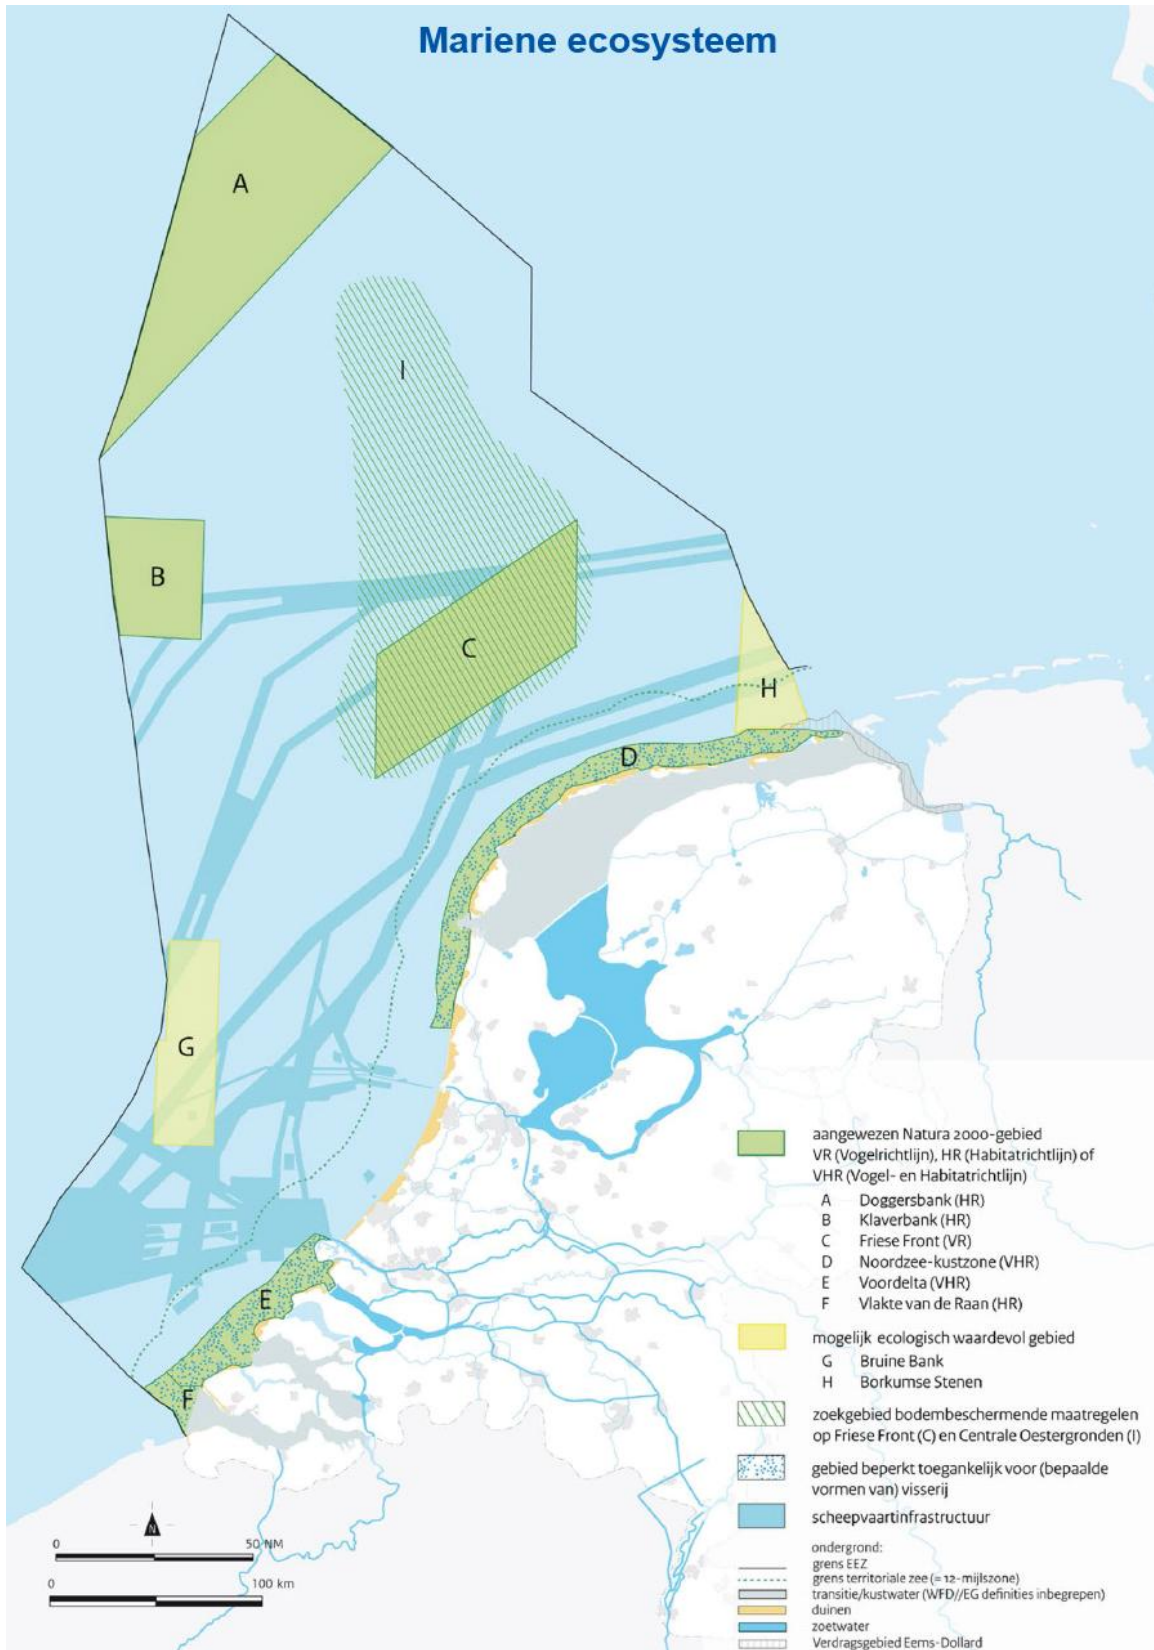 Mariene ecosysteem
A
I
B
C
H
D
G
E
F
aangewezen Natura 2000-gebied
VR (Vogelrichtlijn), HR (Habitatrichtlijn) of
VHR (Vogel- en Habitatrichtlijn)
A Doggersbank (HR)
B Klaverbank (HR)
C Friese Front (VR)
D Noordzee-kustzone (VHR)
E Voordelta (VHR)
F Vlakte van de Raan (HR)
mogelijk ecologisch waardevol gebied
G Bruine Bank
H Borkumse Stenen
zoekgebied bodembeschermende maatregelen
op Friese Front (C) en Centrale Oestergronden (I)
gebied beperkt toegankelijk voor (bepaalde
vormen van) visserij
scheepvaartinfrastructuur
ondergrond:
grens EEZ
grens territoriale zee (= 12-mijlszone)
transitie/kustwater (WFD//EG definities inbegrepen)
duinen
zoetwater
Verdragsgebied Eems-Dollard
N
0 50 NM
0 100 km